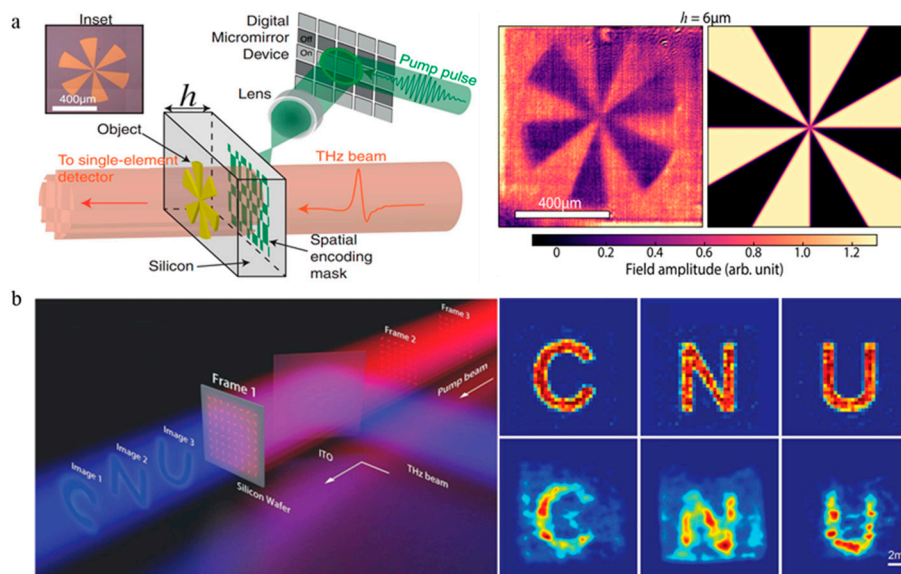 a
Inset
400µm
Digital
Micromirror
Device
Off
On
Pump pulse
Lens
h
Object
To single-element
detector
THz beam
Spatial
encoding
mask
Silicon
h = 6µm
400µm
0 0.2 0.4 0.6 0.8 1.0 1.2
Field amplitude (arb. unit)
b
Frame 3
Frame 2
Pump beam
Frame 1
Image 3
Image 2
Image 1
C N U
ITO
THz beam
Silicon Wafer
C N U
C N U
2m